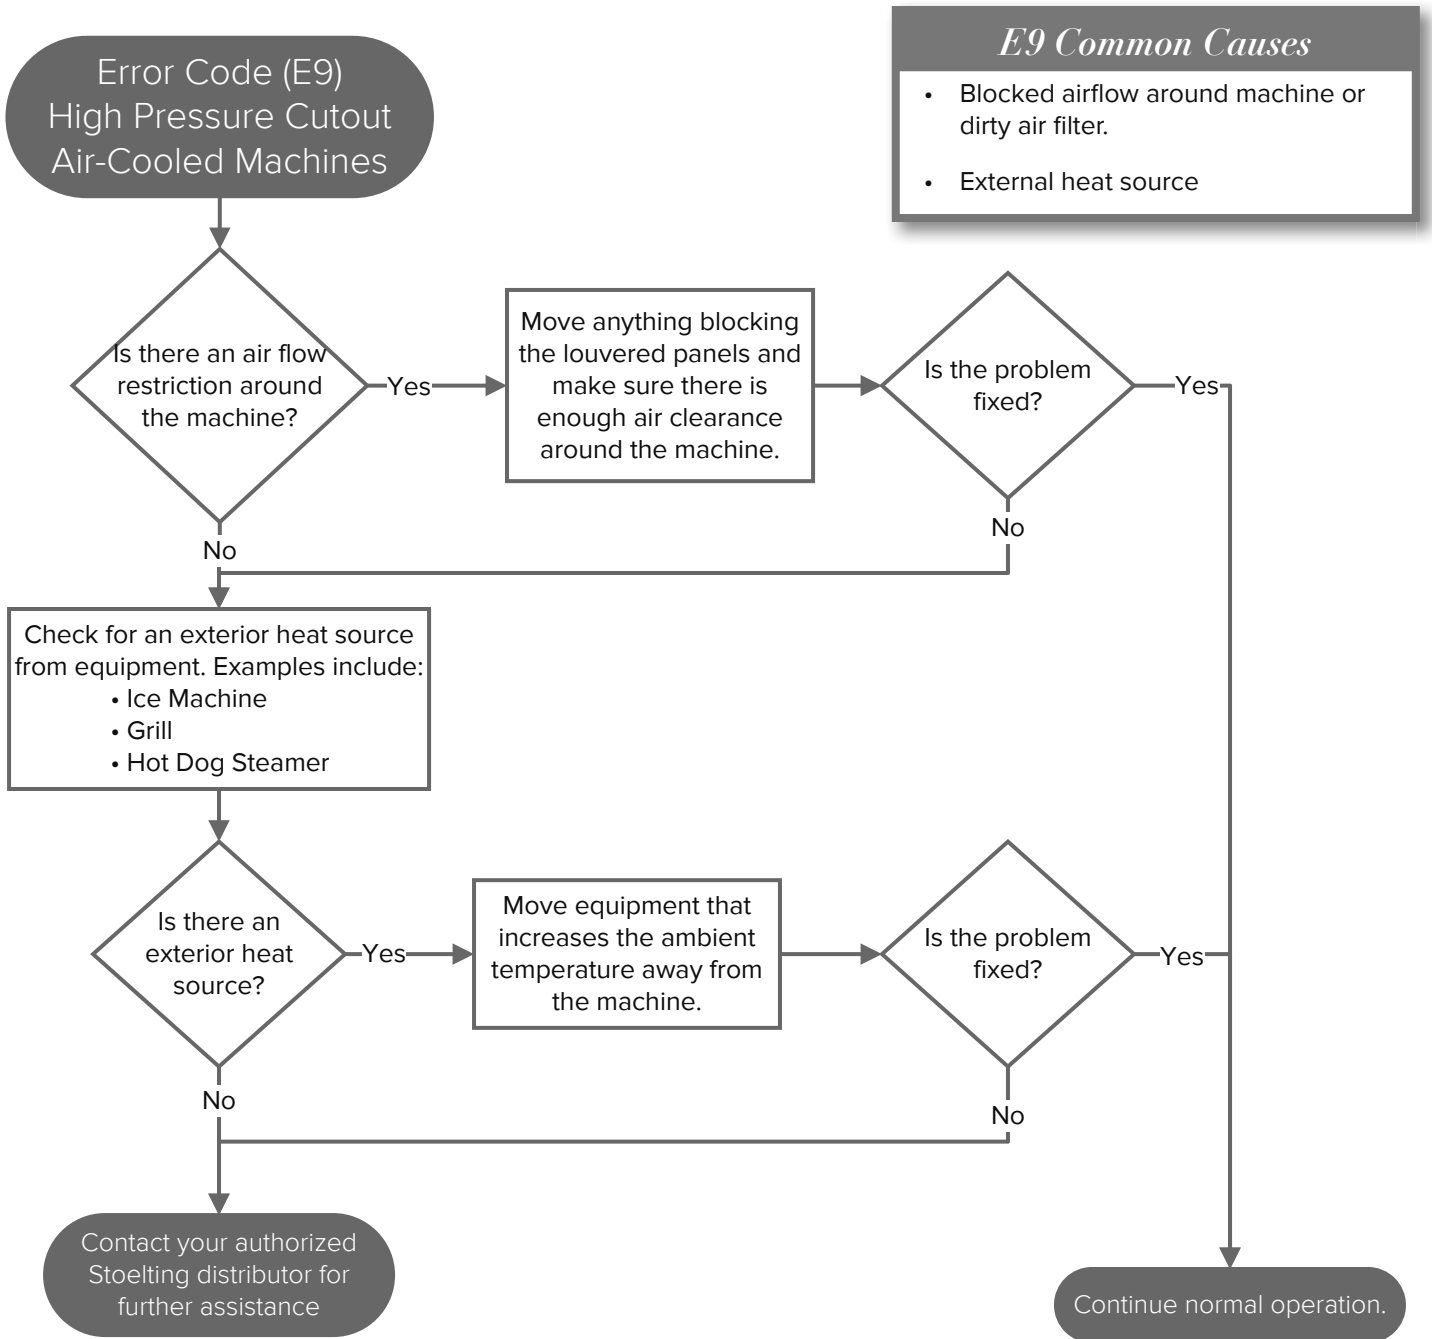 Error Code (E9)
High Pressure Cutout
Air-Cooled Machines
E9 Common Causes
• Blocked airflow around machine or
dirty air filter.
• External heat source
Is there an air flow
restriction around
the machine?
Yes
Move anything blocking
the louvered panels and
make sure there is
enough air clearance
around the machine.
Is the problem
fixed?
Yes
No
No
Check for an exterior heat source
from equipment. Examples include:
• Ice Machine
• Grill
• Hot Dog Steamer
Is there an
exterior heat
source?
Yes
Move equipment that
increases the ambient
temperature away from
the machine.
Is the problem
fixed?
Yes
No
No
Contact your authorized
Stoelting distributor for
further assistance
Continue normal operation.